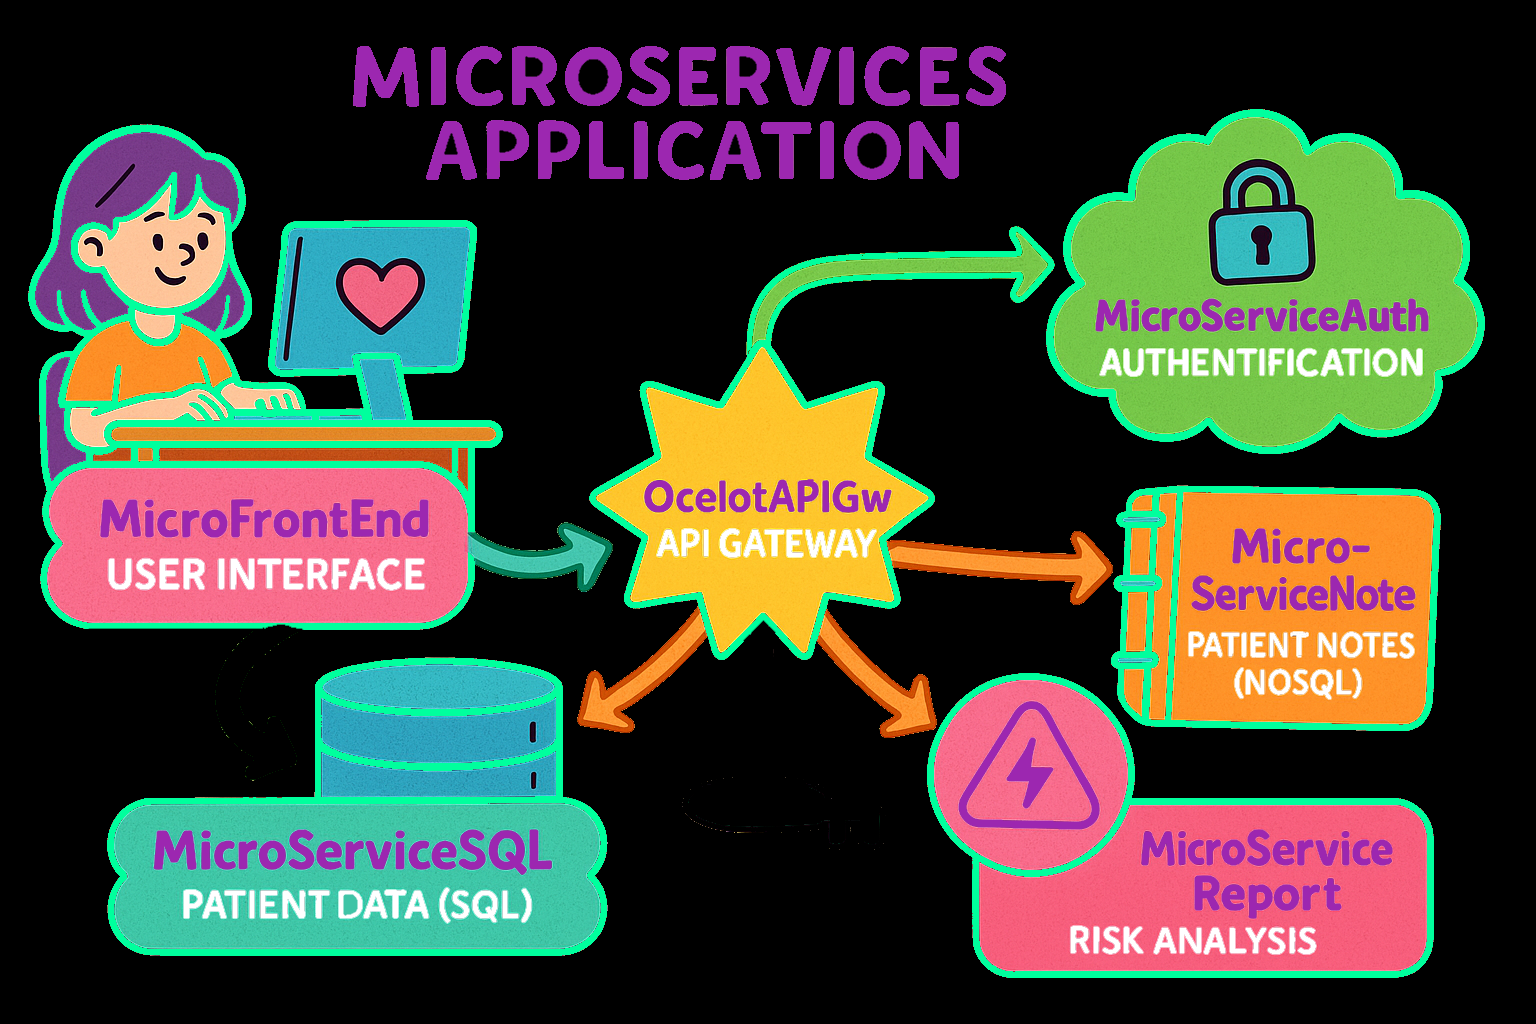 MICROSERVICES
APPLICATION
MicroServiceAuth
AUTHENTIFICATION
MicroFrontEnd
USER INTERFACE
OcelotAPIGw
API GATEWAY
Micro-
ServiceNote
PATIENT NOTES
(NOSQL)
MicroServiceSQL
PATIENT DATA (SQL)
MicroService
Report
RISK ANALYSIS